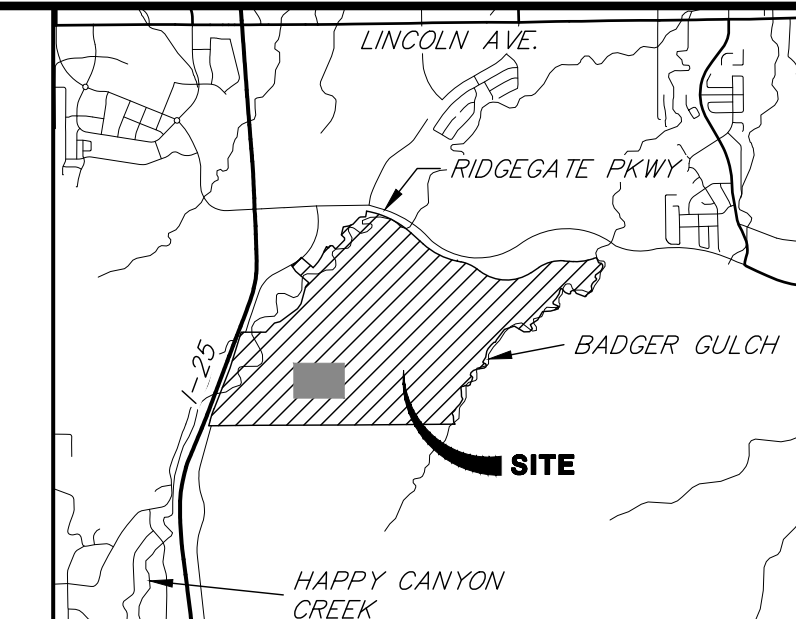 LINCOLN AVE.
RIDGEGATE PKWY
BADGER GULCH
I-25
SITE
HAPPY CANYON
CREEK